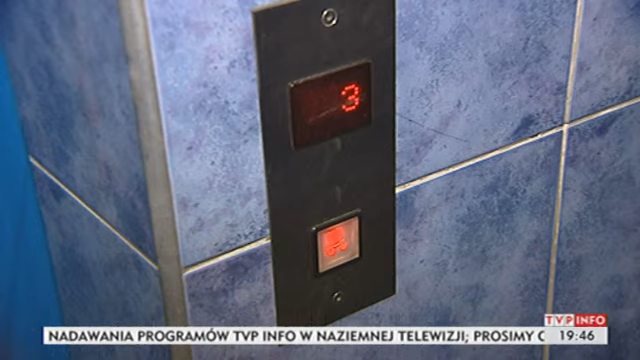 3
TVP INFO
NADAWANIA PROGRAMÓW TVP INFO W NAZIEMNEJ TELEWIZJI; PROSIMY
19:46